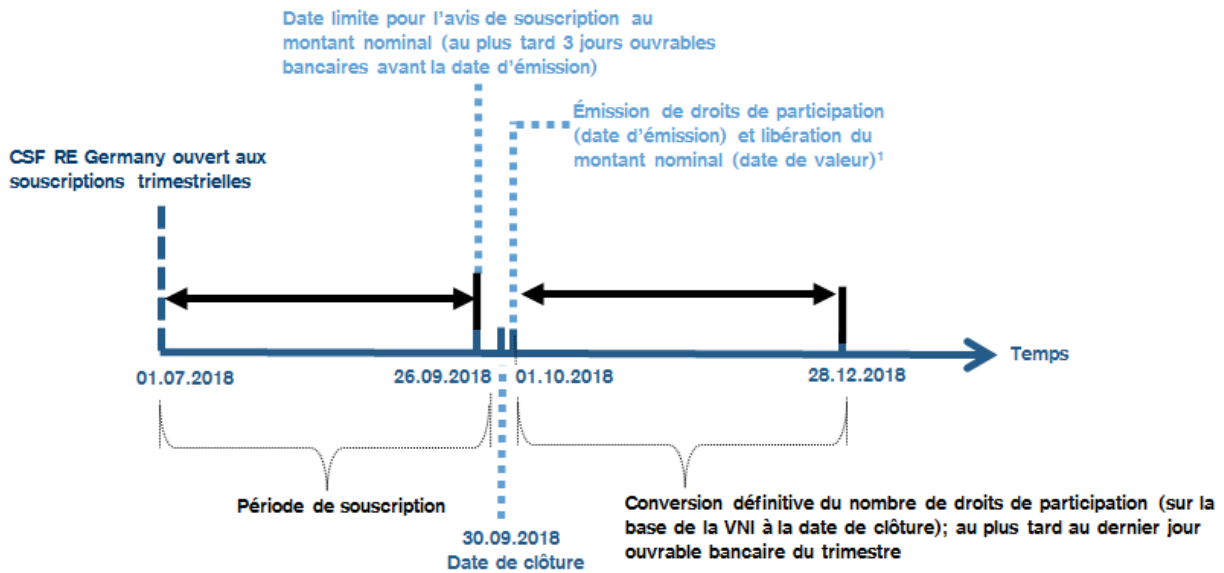 Date limite pour l'avis de souscription au
montant nominal (au plus tard 3 jours ouvrables
bancaires avant la date d'émission)
Émission de droits de participation
(date d'émission) et libération du
montant nominal (date de valeur)¹
CSF RE Germany ouvert aux
souscriptions trimestrielles
Temps
01.07.2018
26.09.2018
01.10.2018
28.12.2018
Période de souscription
Conversion définitive du nombre de droits de participation (sur la
base de la VNI à la date de clôture); au plus tard au dernier jour
ouvrable bancaire du trimestre
30.09.2018
Date de clôture